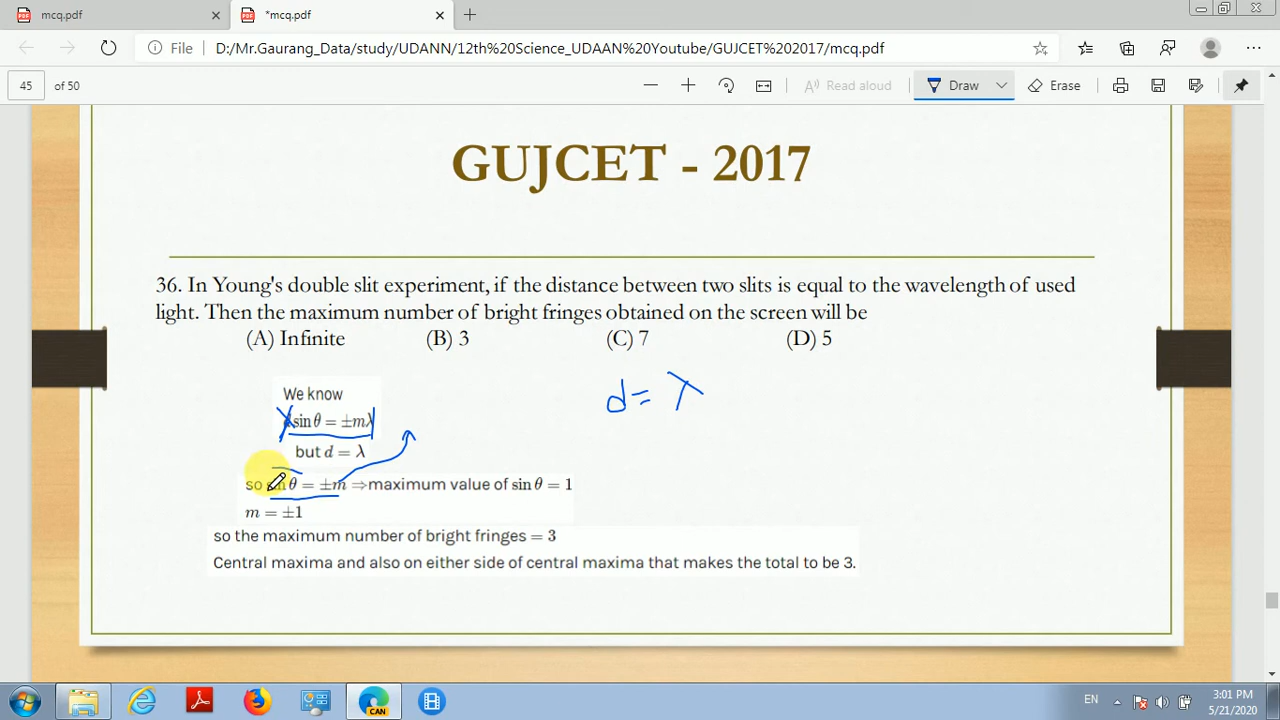 mcq.pdf
*mcq.pdf
File D:/Mr.Gaurang_Data/study/UDANN/12th%20Science_UDAAN%20Youtube/GUJCET%202017/mcq.pdf
45 of 50
Read aloud
Draw
Erase
GUJCET - 2017
36. In Young's double slit experiment, if the distance between two slits is equal to the wavelength of used
light. Then the maximum number of bright fringes obtained on the screen will be
(A) Infinite (B) 3 (C) 7 (D) 5
We know
d = λ
sin θ = ±mλ
but d = λ
so sin θ = ±m ⇒maximum value of sin θ = 1
m = ±1
so the maximum number of bright fringes = 3
Central maxima and also on either side of central maxima that makes the total to be 3.
CAN
EN
3:01 PM
5/21/2020